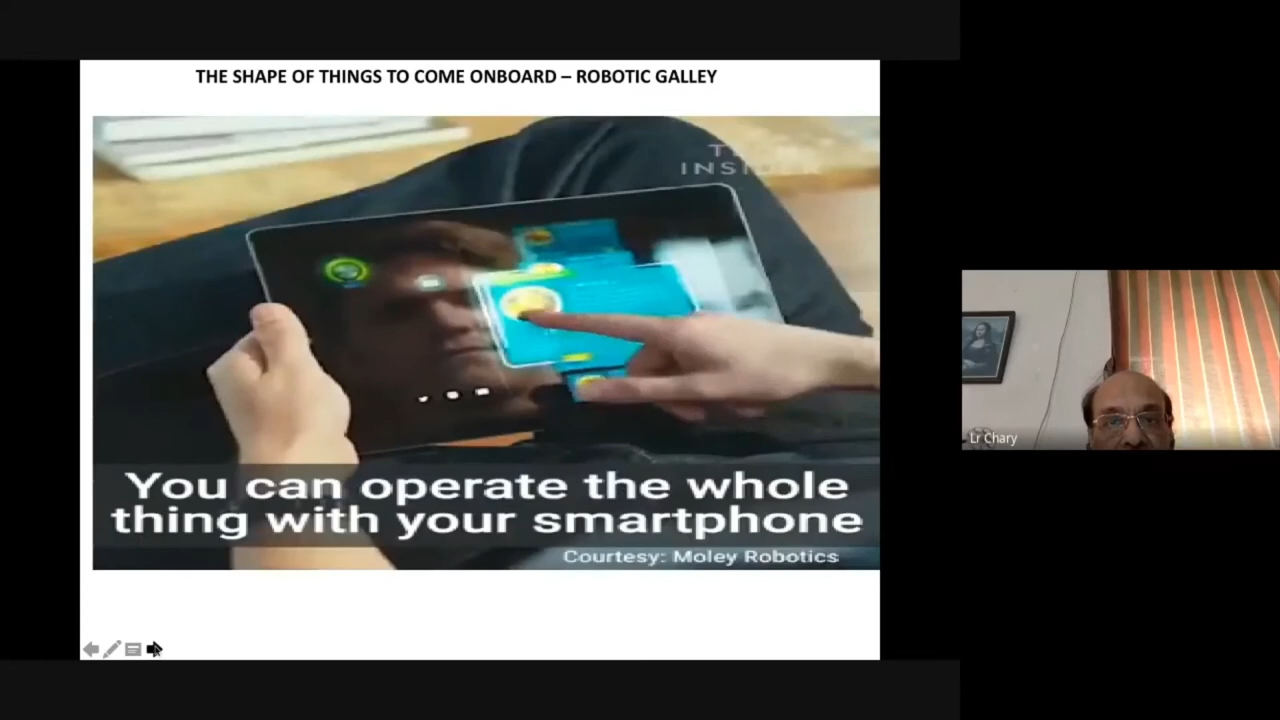 THE SHAPE OF THINGS TO COME ONBOARD – ROBOTIC GALLEY
INSIDER
You can operate the whole
thing with your smartphone
Courtesy: Moley Robotics
Lr Chary